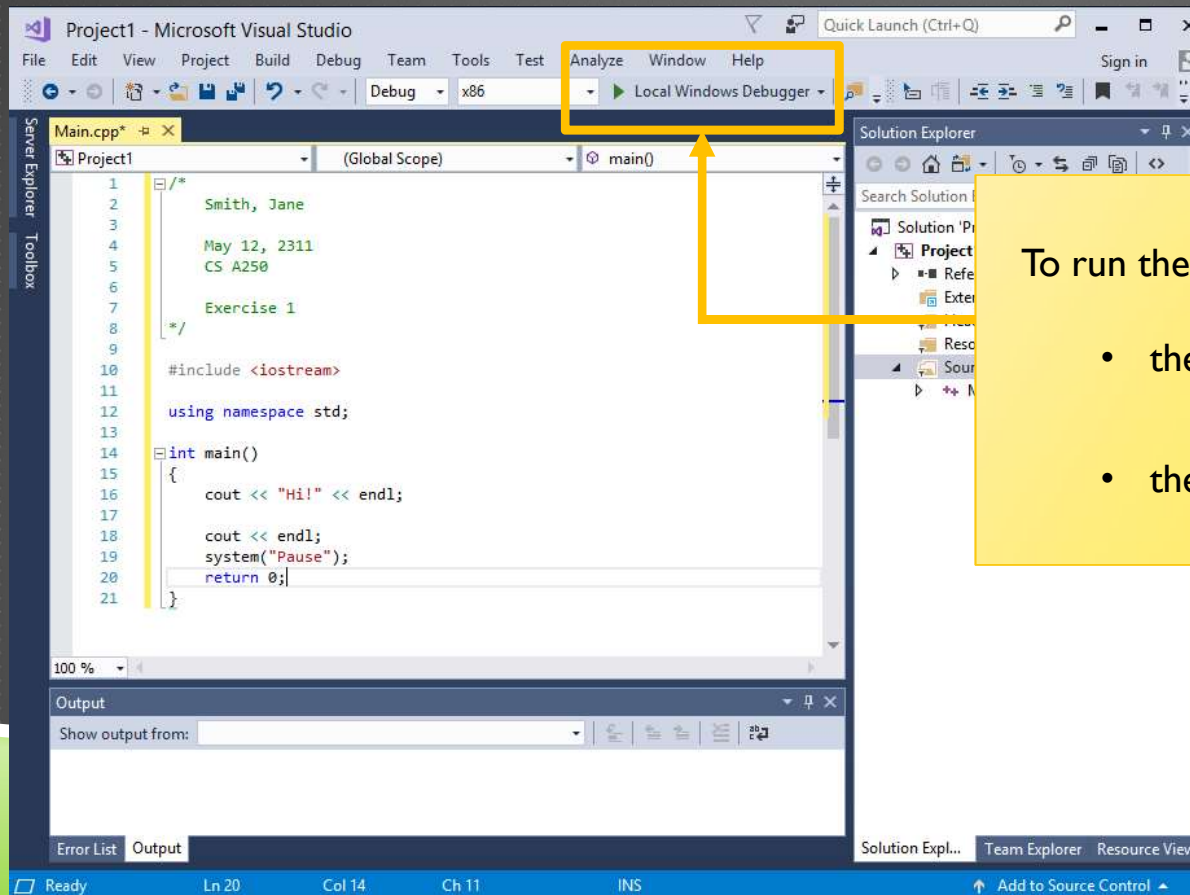 Project1 - Microsoft Visual Studio
Quick Launch (Ctrl+Q)
File Edit View Project Build Debug Team Tools Test Analyze Window Help
Sign in
Debug x86 Local Windows Debugger
Server Explorer
Toolbox
Main.cpp*
Project1 (Global Scope) main()
1 /*
2 Smith, Jane
3
4 May 12, 2311
5 CS A250
6
7 Exercise 1
8 */
9
10 #include <iostream>
11
12 using namespace std;
13
14 int main()
15 {
16 cout << "Hi!" << endl;
17
18 cout << endl;
19 system("Pause");
20 return 0;
21 }
100 %
Output
Show output from:
Error List Output
Solution Explorer
Search Solution
Solution
Project
To run the
• the
• the
Solution Expl... Team Explorer Resource View
Ready Ln 20 Col 14 Ch 11 INS Add to Source Control